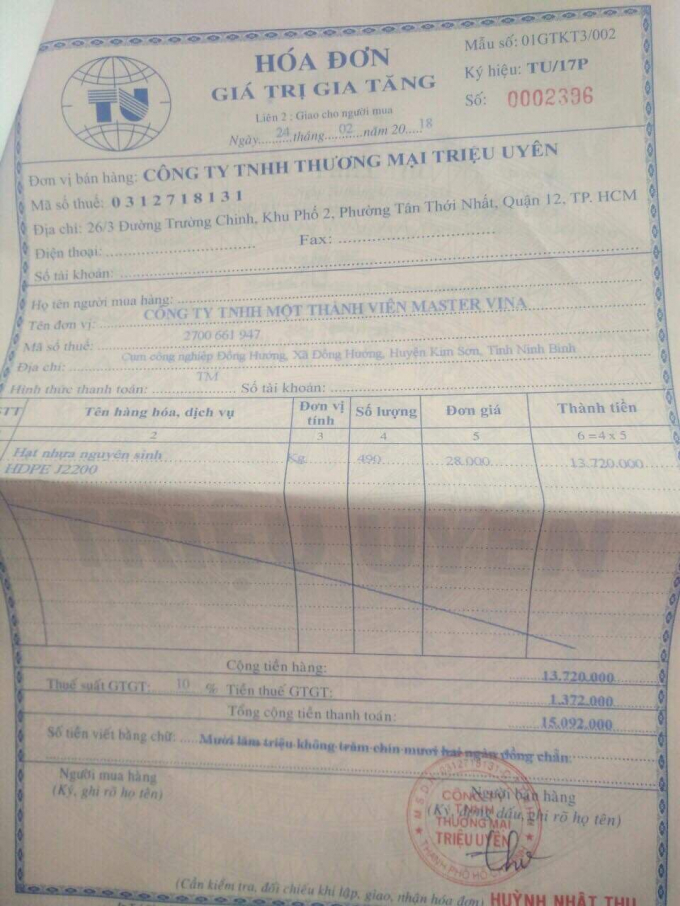 TU
HÓA ĐƠN
GIÁ TRỊ GIA TĂNG
Liên 2 : Giao cho người mua
Ngày 24 tháng 02 năm 2018
Mẫu số: 01GTKT3/002
Ký hiệu: TU/17P
Số: 0002396
Đơn vị bán hàng: CÔNG TY TNHH THƯƠNG MẠI TRIỆU UYÊN
Mã số thuế: 0312718131
Địa chỉ: 26/3 Đường Trường Chinh, Khu Phố 2, Phường Tân Thới Nhất, Quận 12, TP. HCM
Điện thoại: Fax:
Số tài khoản:
Họ tên người mua hàng:
Tên đơn vị: CÔNG TY TNHH MỘT THÀNH VIÊN MASTER VINA
Mã số thuế: 2700 661 947
Địa chỉ: Cụm công nghiệp Đồng Hướng, Xã Đồng Hướng, Huyện Kim Sơn, Tỉnh Ninh Bình
Hình thức thanh toán: TM Số tài khoản:
STT Tên hàng hóa, dịch vụ Đơn vị tính Số lượng Đơn giá Thành tiền
2 3 4 5 6 = 4 x 5
Hạt nhựa nguyên sinh Kg 490 28.000 13.720.000
HDPE J2200
TRIỆU UYÊN
Cộng tiền hàng: 13.720.000
Thuế suất GTGT: 10 % Tiền thuế GTGT: 1.372.000
Tổng cộng tiền thanh toán: 15.092.000
Số tiền viết bằng chữ: Mười lăm triệu không trăm chín mươi hai ngàn đồng chẵn.
Người mua hàng
(Ký, ghi rõ họ tên)
Người bán hàng
(Ký, đóng dấu, ghi rõ họ tên)
CÔNG TY
TNHH
THƯƠNG MẠI
TRIỆU UYÊN
(Cần kiểm tra, đối chiếu khi lập, giao, nhận hóa đơn)
HUỲNH NHẬT THU